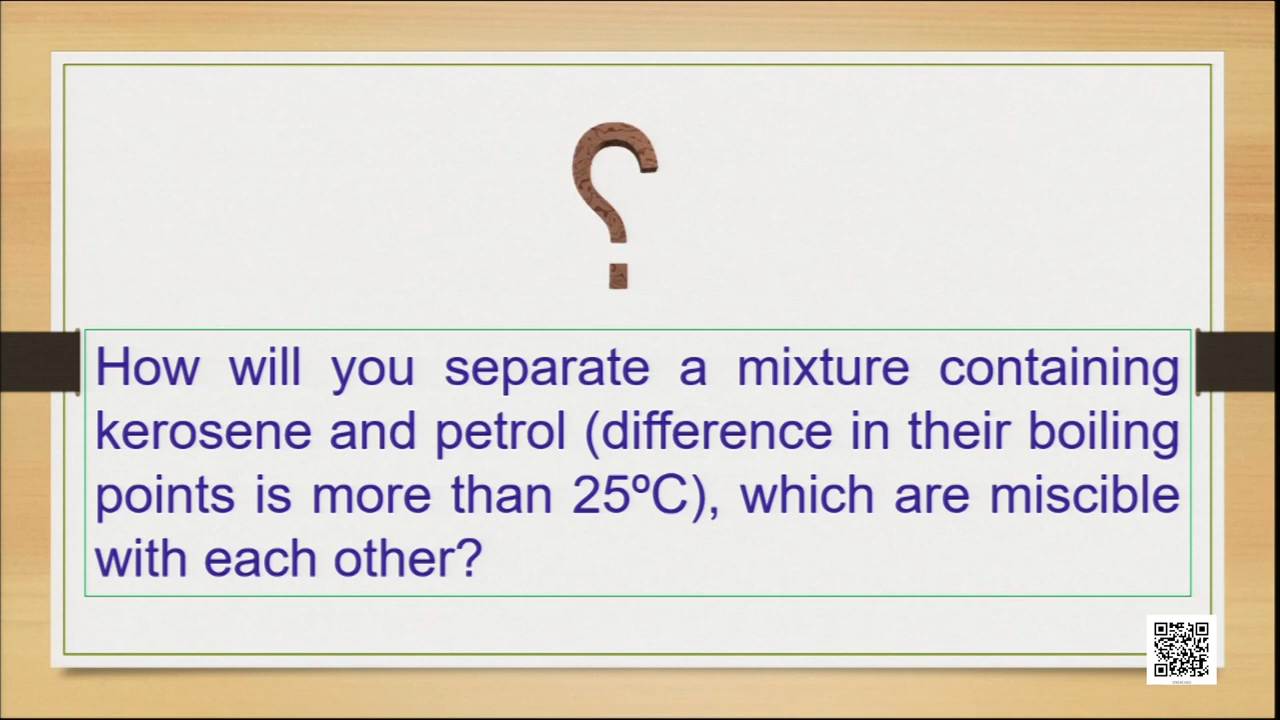 How will you separate a mixture containing
kerosene and petrol (difference in their boiling
points is more than 25ºC), which are miscible
with each other?